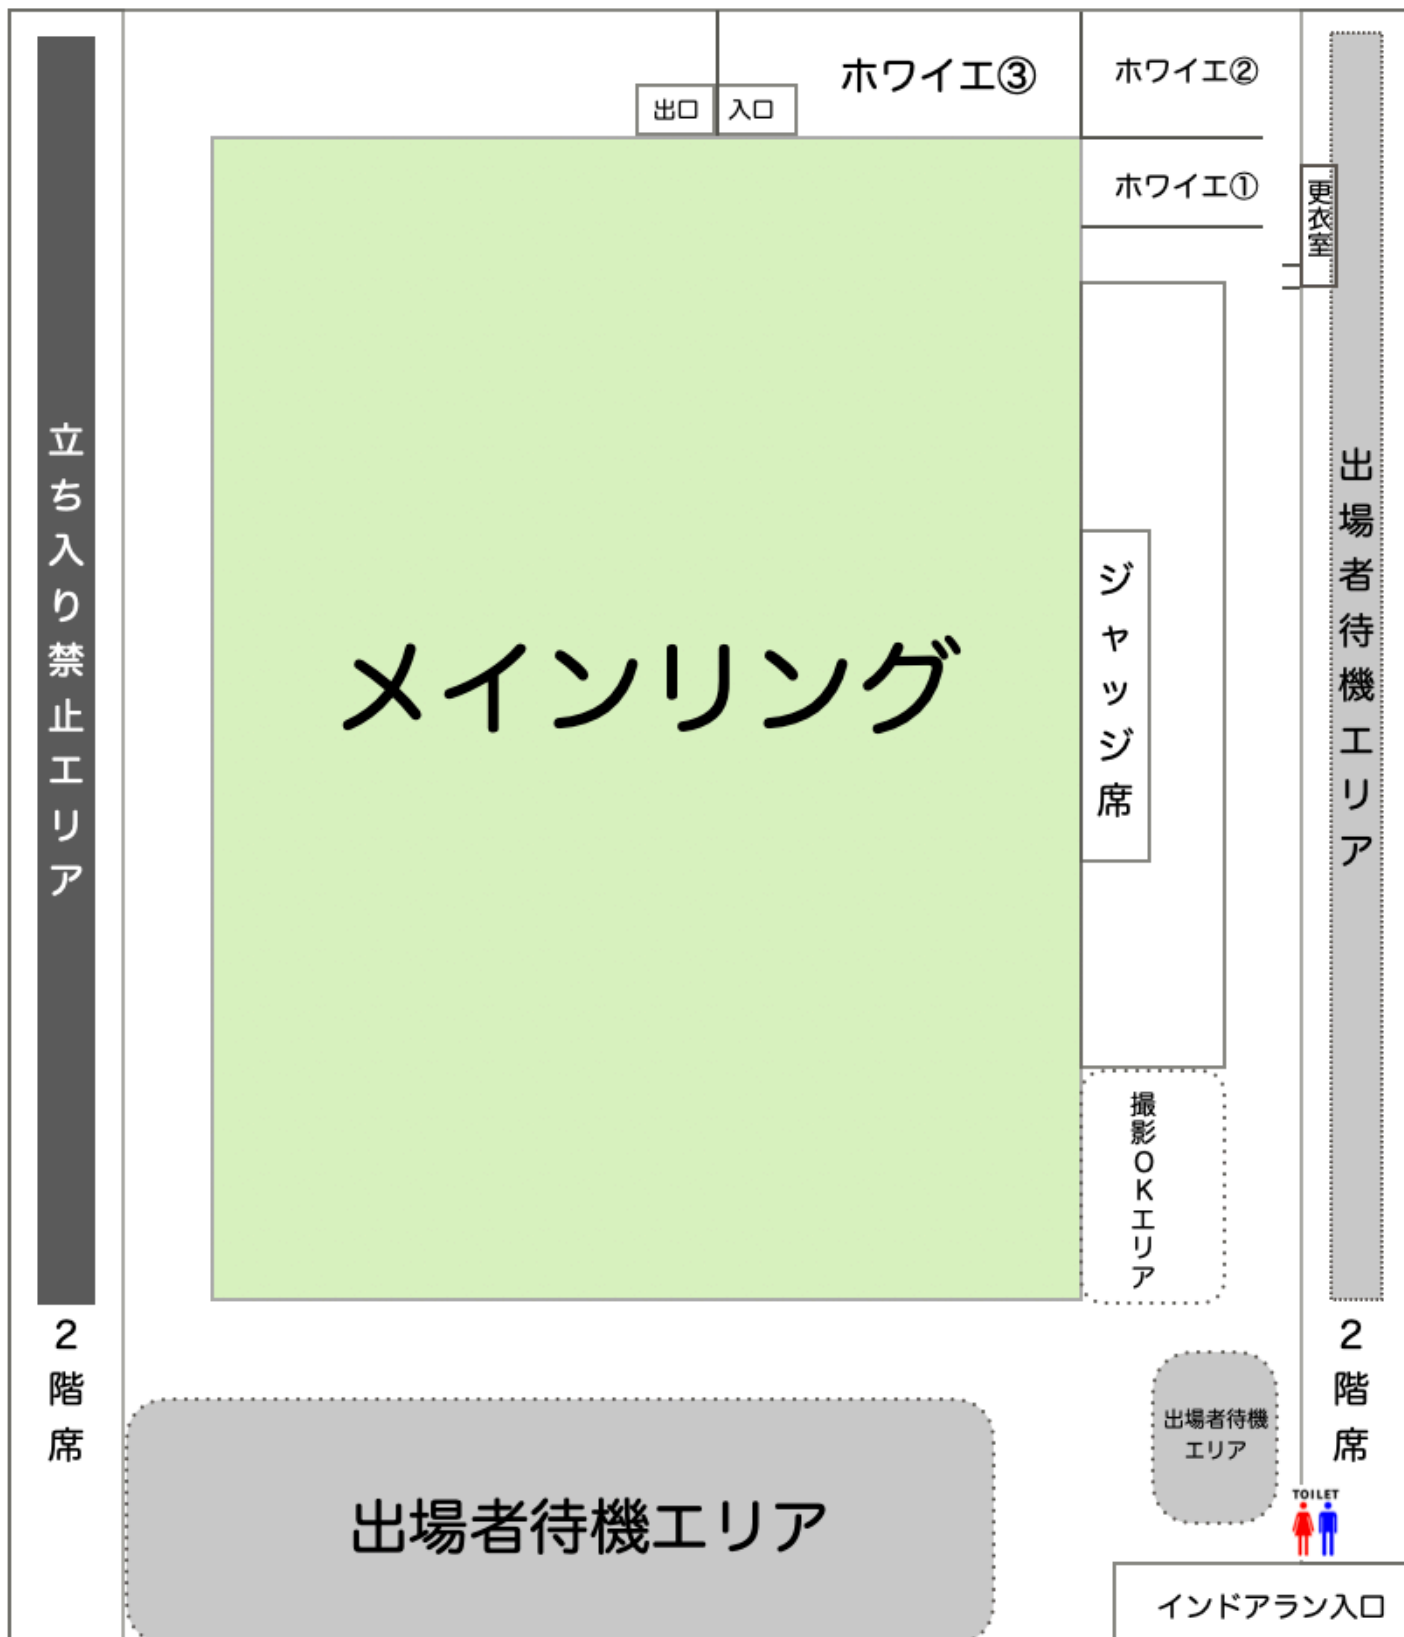 ホワイエ③
ホワイエ②
出口
入口
ホワイエ①
更衣室
立ち入り禁止エリア
メインリング
ジャッジ席
出場者待機エリア
撮影OKエリア
2階席
2階席
出場者待機
エリア
出場者待機エリア
TOILET
インドアラン入口